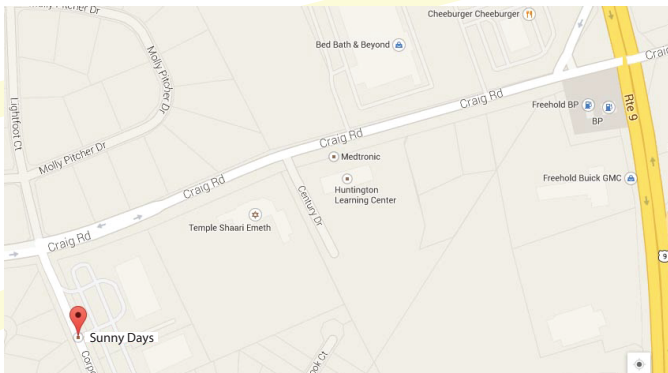 Molly Pitcher Dr
Cheeburger Cheeburger
Bed Bath & Beyond
Molly Pitcher Dr
Craig
Lightfoot Ct
Craig Rd
Rte 9
Freehold BP
BP
Craig Rd
Medtronic
Molly Pitcher Dr
Freehold Buick GMC
Craig Rd
Huntington
Learning Center
Century Dr
Temple Shaari Emeth
Craig Rd
9
Sunny Days